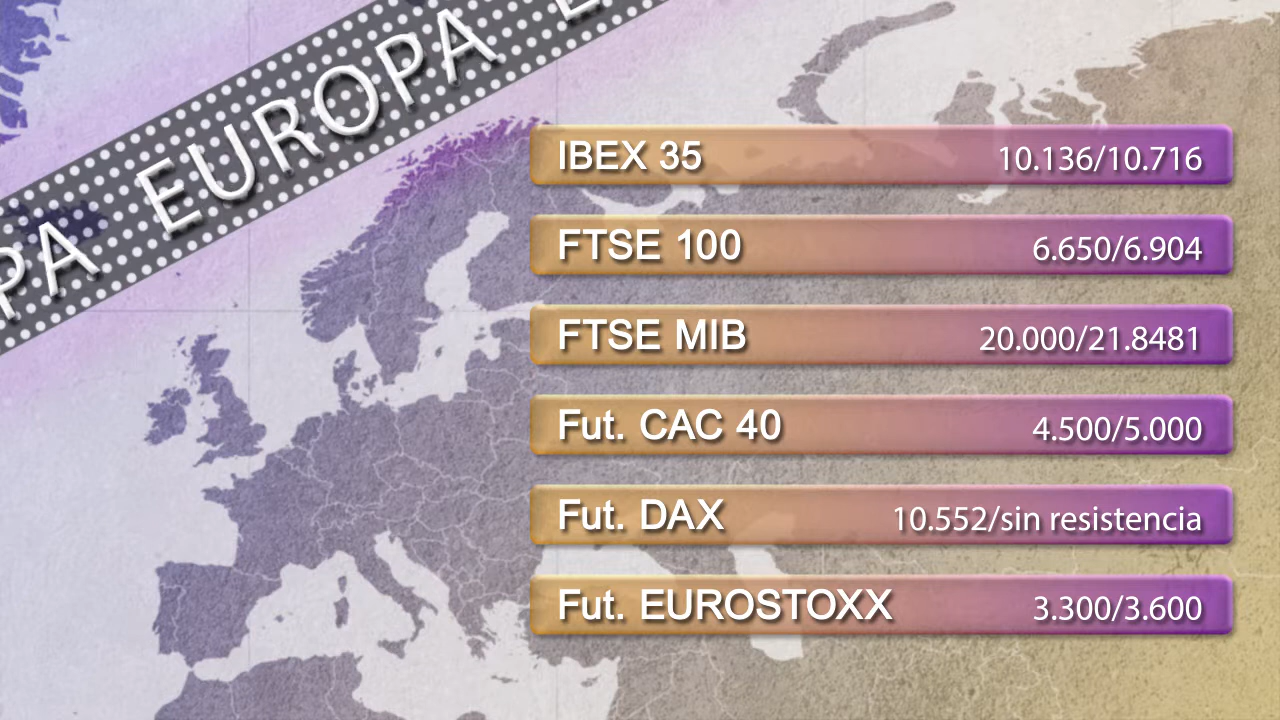 PA EUROPA E
IBEX 35 10.136/10.716
FTSE 100 6.650/6.904
FTSE MIB 20.000/21.8481
Fut. CAC 40 4.500/5.000
Fut. DAX 10.552/sin resistencia
Fut. EUROSTOXX 3.300/3.600